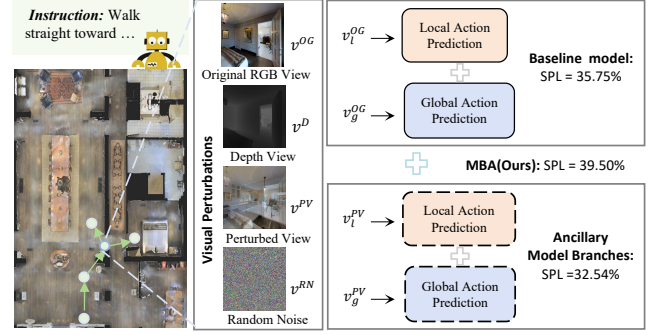 Instruction: Walk
straight toward …
v^OG
Original RGB View
v^D
Depth View
v^PV
Perturbed View
v^RN
Random Noise
Visual Perturbations
v_l^OG
Local Action
Prediction
v_g^OG
Global Action
Prediction
Baseline model:
SPL = 35.75%
MBA(Ours): SPL = 39.50%
v_l^PV
Local Action
Prediction
v_g^PV
Global Action
Prediction
Ancillary
Model Branches:
SPL =32.54%